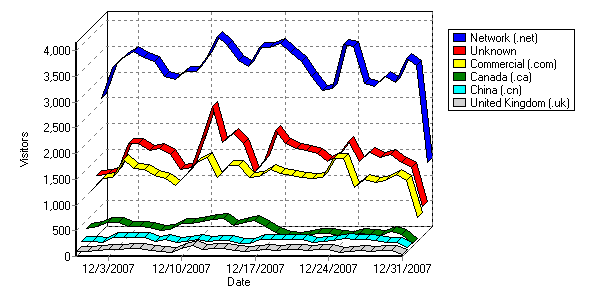 4,000
3,500
3,000
2,500
2,000
1,500
1,000
500
0
Visitors
12/3/2007
12/10/2007
12/17/2007
12/24/2007
12/31/2007
Date
Network (.net)
Unknown
Commercial (.com)
Canada (.ca)
China (.cn)
United Kingdom (.uk)